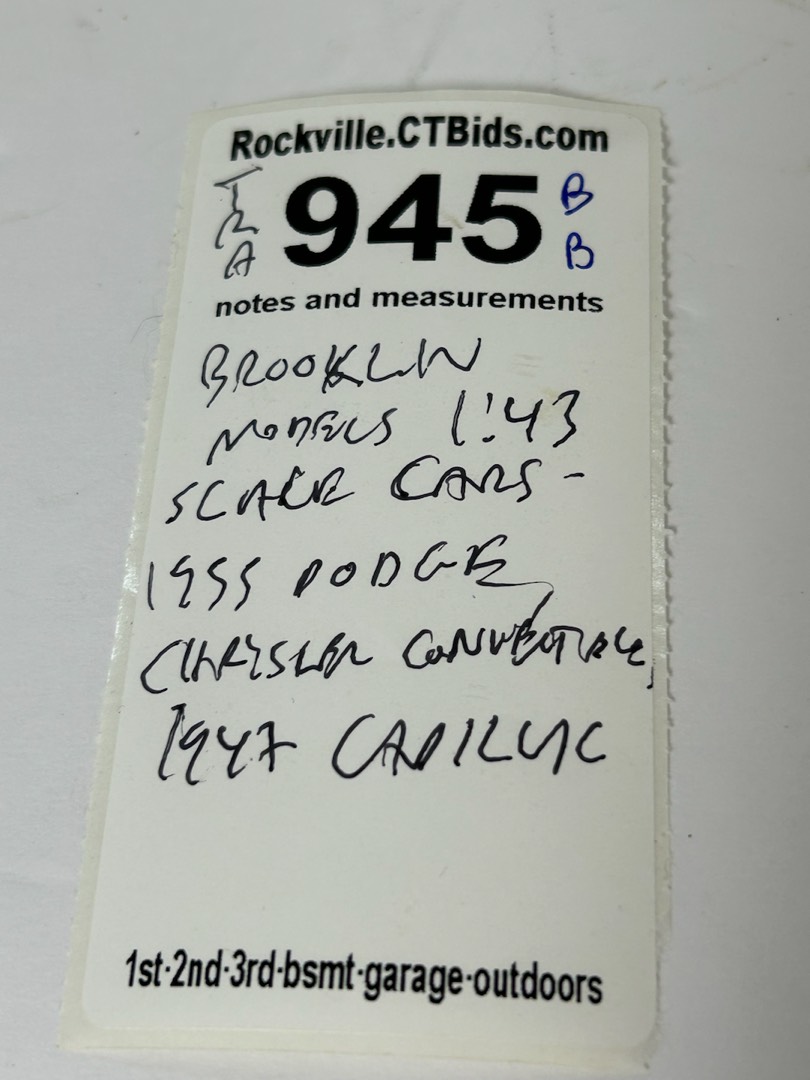 Rockville.CTBids.com
945
B
B
notes and measurements
BROOKLIN
MODELS 1:43
SCALE CARS-
1955 DODGE,
CHRYSLER CONVERTIBLE,
1947 CADILLAC
1st·2nd·3rd·bsmt·garage·outdoors